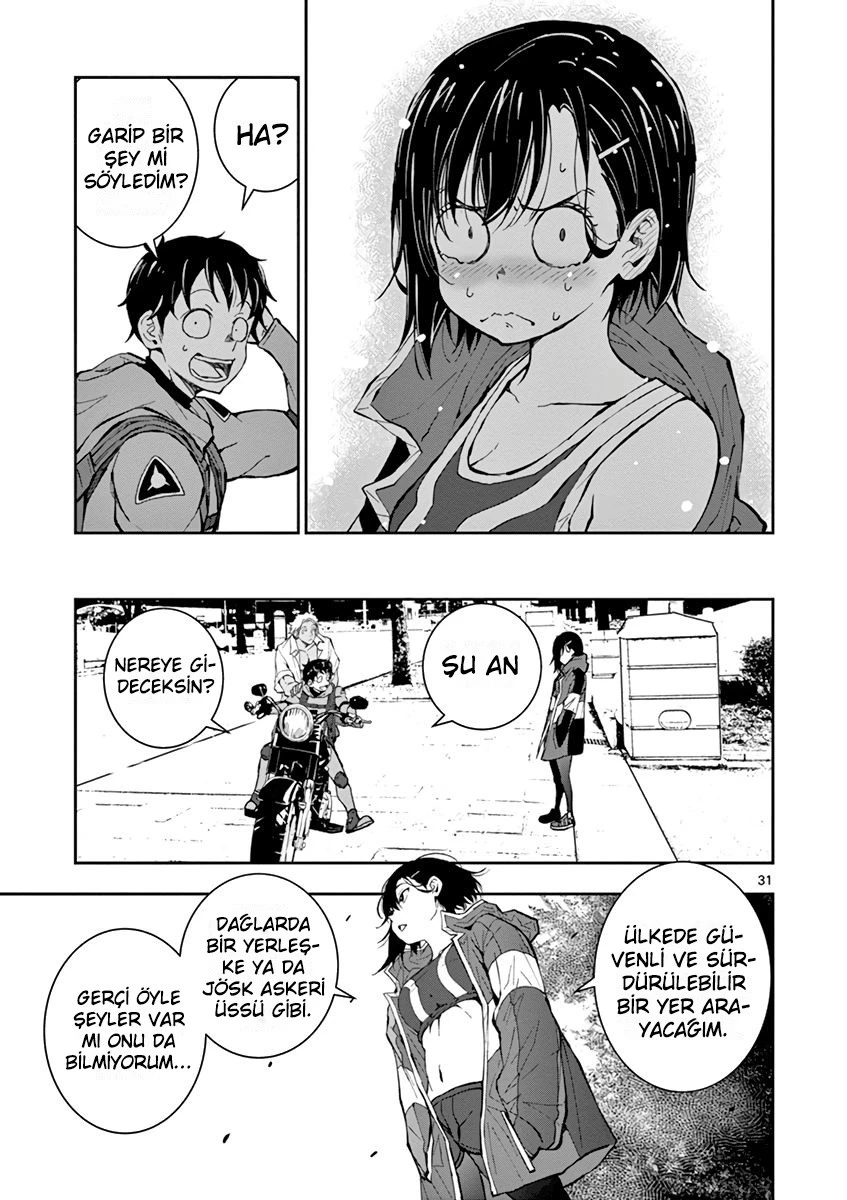 HA?
GARİP BİR
ŞEY Mİ
SÖYLEDİM?
ŞU AN
NEREYE Gİ-
DECEKSİN?
31
ÜLKEDE GÜ-
VENLİ VE SÜR-
DÜRÜLEBİLİR
BİR YER ARA-
YACAĞIM.
DAĞLARDA
BİR YERLEŞ-
KE YA DA
JÖSK ASKERİ
ÜSSÜ GİBİ.
GERÇİ ÖYLE
ŞEYLER VAR
MI ONU DA
BİLMİYORUM...